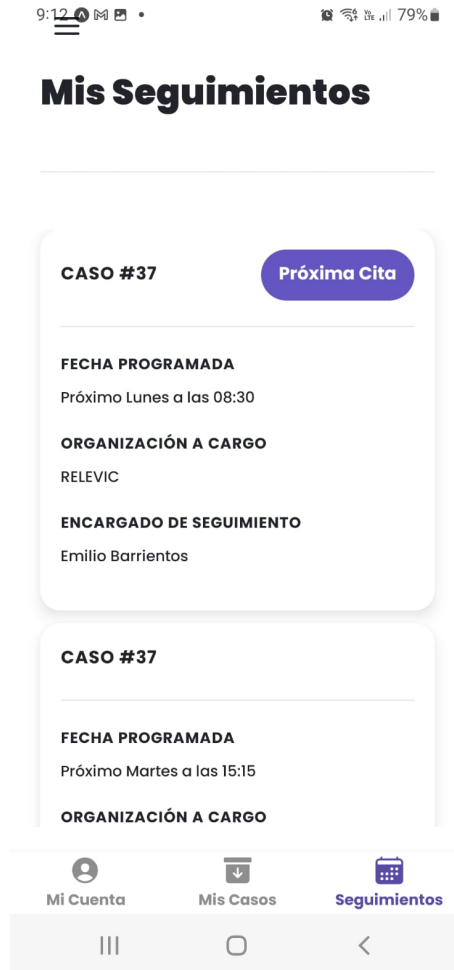 9:12
79%
Mis Seguimientos
CASO #37
Próxima Cita
FECHA PROGRAMADA
Próximo Lunes a las 08:30
ORGANIZACIÓN A CARGO
RELEVIC
ENCARGADO DE SEGUIMIENTO
Emilio Barrientos
CASO #37
FECHA PROGRAMADA
Próximo Martes a las 15:15
ORGANIZACIÓN A CARGO
Mi Cuenta
Mis Casos
Seguimientos